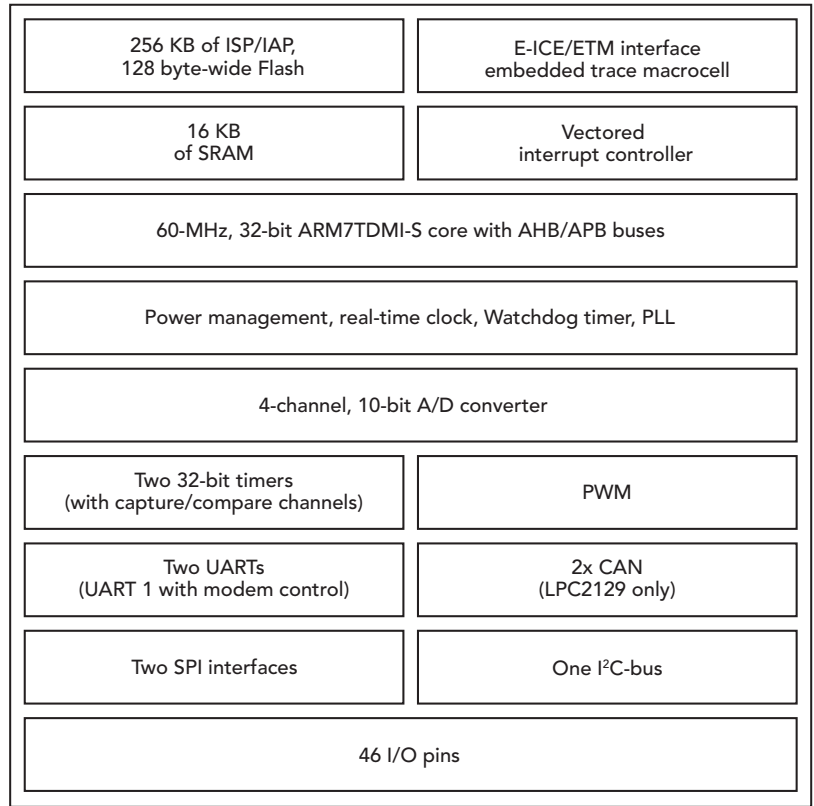 256 KB of ISP/IAP,
128 byte-wide Flash
E-ICE/ETM interface
embedded trace macrocell
16 KB
of SRAM
Vectored
interrupt controller
60-MHz, 32-bit ARM7TDMI-S core with AHB/APB buses
Power management, real-time clock, Watchdog timer, PLL
4-channel, 10-bit A/D converter
Two 32-bit timers
(with capture/compare channels)
PWM
Two UARTs
(UART 1 with modem control)
2x CAN
(LPC2129 only)
Two SPI interfaces
One I²C-bus
46 I/O pins